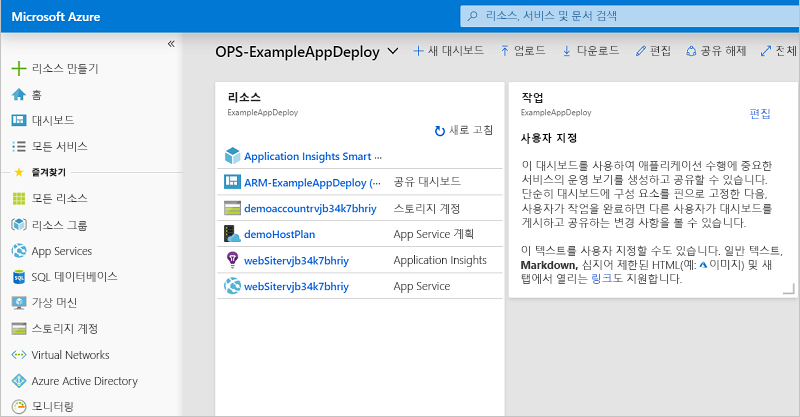 Microsoft Azure
리소스, 서비스 및 문서 검색
«
리소스 만들기
홈
대시보드
모든 서비스
즐겨찾기
모든 리소스
리소스 그룹
App Services
SQL 데이터베이스
가상 머신
스토리지 계정
Virtual Networks
Azure Active Directory
모니터링
OPS-ExampleAppDeploy
새 대시보드
업로드
다운로드
편집
공유 해제
전체
리소스
ExampleAppDeploy
새로 고침
Application Insights Smart ...
ARM-ExampleAppDeploy (... 공유 대시보드
demoaccountrvjb34k7bhriy 스토리지 계정
demoHostPlan App Service 계획
webSitervjb34k7bhriy Application Insights
webSitervjb34k7bhriy App Service
작업
ExampleAppDeploy
편집
사용자 지정
이 대시보드를 사용하여 애플리케이션 수행에 중요한
서비스의 운영 보기를 생성하고 공유할 수 있습니다.
단순히 대시보드에 구성 요소를 핀으로 고정한 다음,
사용자가 작업을 완료하면 다른 사용자가 대시보드를
게시하고 공유하는 변경 사항을 볼 수 있습니다.
이 텍스트를 사용자 지정할 수도 있습니다. 일반 텍스트,
Markdown, 심지어 제한된 HTML(예: 이미지) 및 새
탭에서 열리는 링크도 지원합니다.